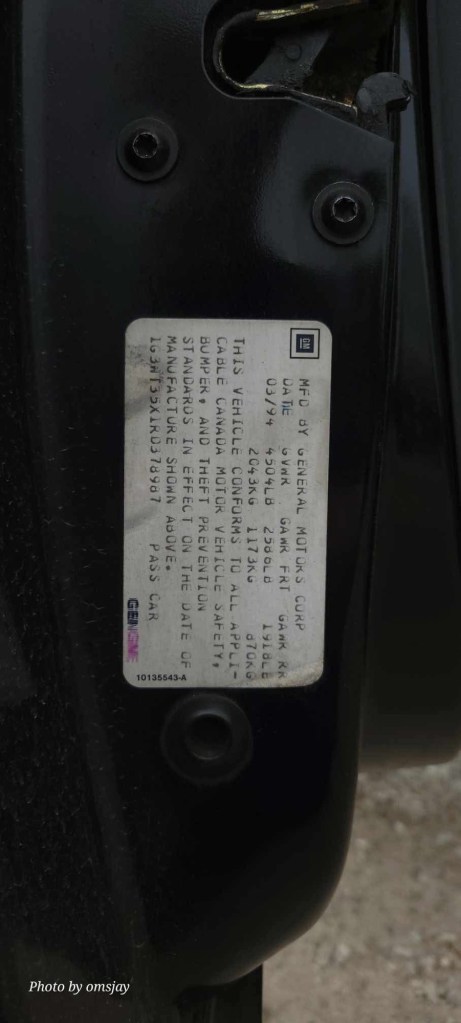 GM
MFD BY GENERAL MOTORS CORP
DATE GVWR GAWR FRT GAWR RR
03/94 4504LB 2586LB 1918LB
2043KG 1173KG 870KG
THIS VEHICLE CONFORMS TO ALL APPLI-
CABLE CANADA MOTOR VEHICLE SAFETY,
BUMPER, AND THEFT PREVENTION
STANDARDS IN EFFECT ON THE DATE OF
MANUFACTURE SHOWN ABOVE.
PASS CAR
10135543-A
Photo by omsjay